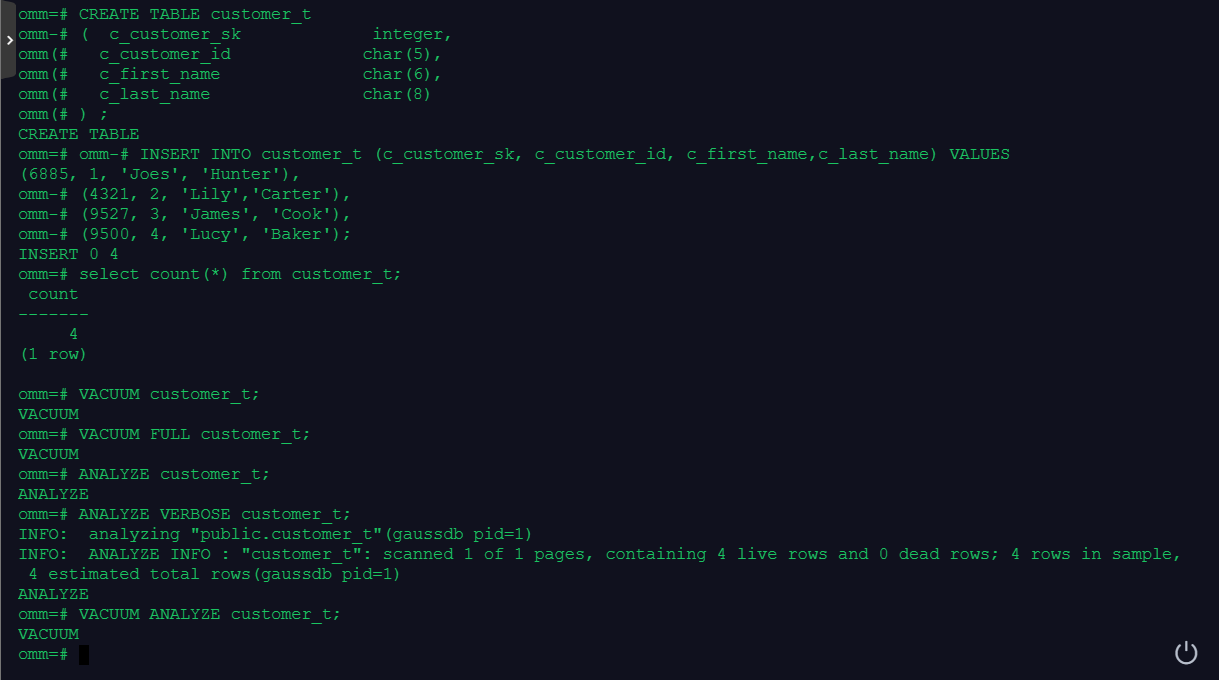 omm=# CREATE TABLE customer_t
omm-# (  c_customer_sk             integer,
omm(#   c_customer_id             char(5),
omm(#   c_first_name              char(6),
omm(#   c_last_name               char(8)
omm(# ) ;
CREATE TABLE
omm=# omm-# INSERT INTO customer_t (c_customer_sk, c_customer_id, c_first_name,c_last_name) VALUES
(6885, 1, 'Joes', 'Hunter'),
omm-# (4321, 2, 'Lily','Carter'),
omm-# (9527, 3, 'James', 'Cook'),
omm-# (9500, 4, 'Lucy', 'Baker');
INSERT 0 4
omm=# select count(*) from customer_t;
 count
-------
     4
(1 row)

omm=# VACUUM customer_t;
VACUUM
omm=# VACUUM FULL customer_t;
VACUUM
omm=# ANALYZE customer_t;
ANALYZE
omm=# ANALYZE VERBOSE customer_t;
INFO:  analyzing "public.customer_t"(gaussdb pid=1)
INFO:  ANALYZE INFO : "customer_t": scanned 1 of 1 pages, containing 4 live rows and 0 dead rows; 4 rows in sample,
 4 estimated total rows(gaussdb pid=1)
ANALYZE
omm=# VACUUM ANALYZE customer_t;
VACUUM
omm=#